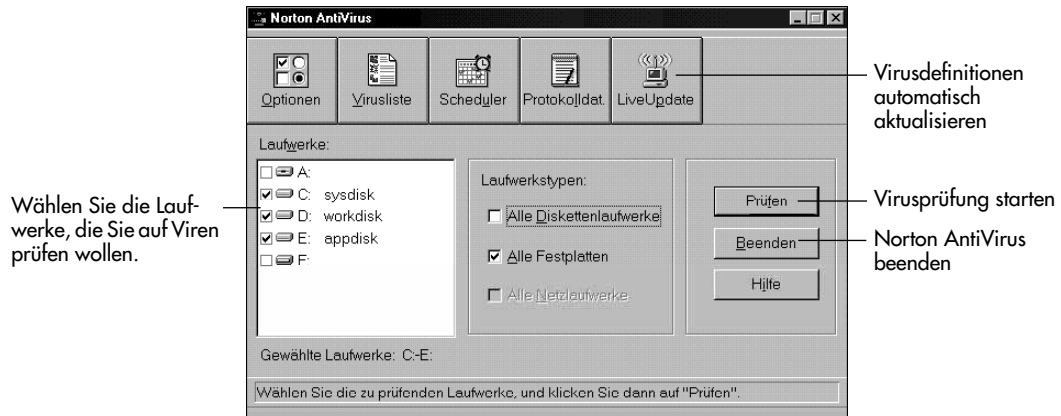 Norton AntiVirus
Optionen
Virusliste
Scheduler
Protokolldat.
LiveUpdate
Virusdefinitionen
automatisch
aktualisieren
Laufwerke:
A:
C: sysdisk
D: workdisk
E: appdisk
F:
Wählen Sie die Lauf-
werke, die Sie auf Viren
prüfen wollen.
Laufwerkstypen:
Alle Diskettenlaufwerke
Alle Festplatten
Alle Netzlaufwerke
Prüfen
Beenden
Hilfe
Virusprüfung starten
Norton AntiVirus
beenden
Gewählte Laufwerke: C:-E:
Wählen Sie die zu prüfenden Laufwerke, und klicken Sie dann auf "Prüfen".